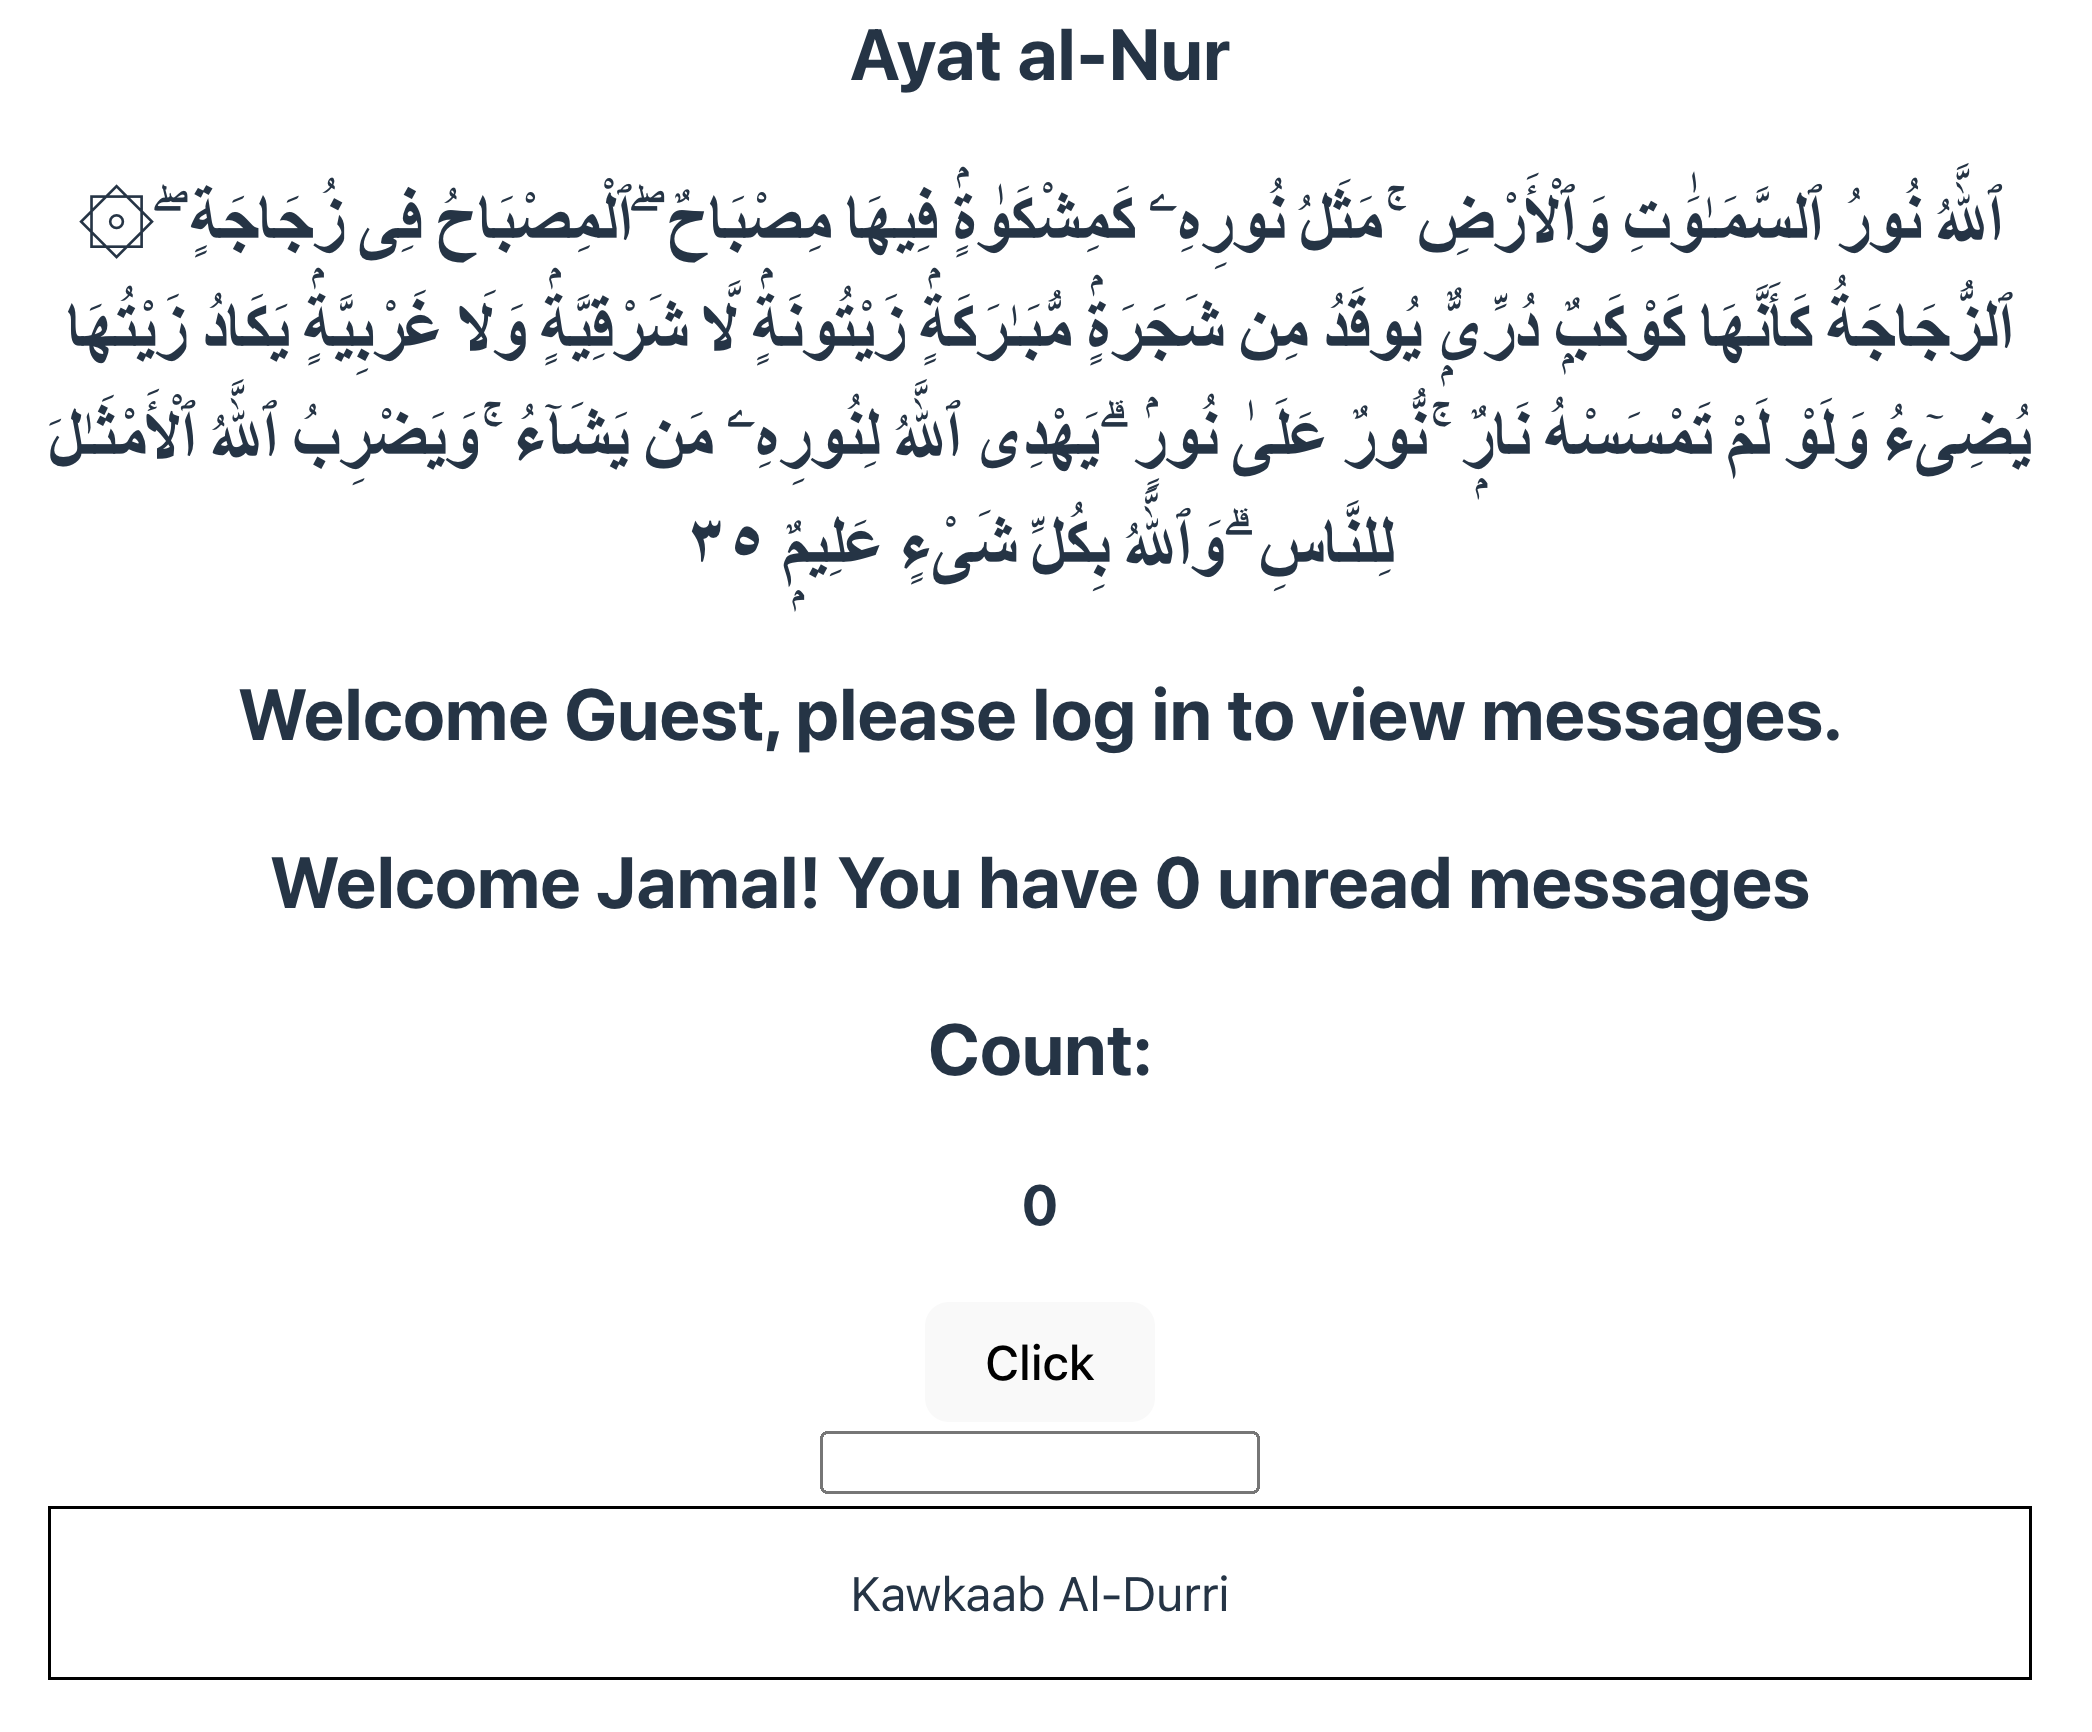 Ayat al-Nur
ٱللَّهُ نُورُ ٱلسَّمَـٰوَٰتِ وَٱلْأَرْضِ ۚ مَثَلُ نُورِهِۦ كَمِشْكَوٰةٍۢ فِيهَا مِصْبَاحٌ ۖ ٱلْمِصْبَاحُ فِى زُجَاجَةٍ ۖ ۞
ٱلزُّجَاجَةُ كَأَنَّهَا كَوْكَبٌۭ دُرِّىٌّۭ يُوقَدُ مِن شَجَرَةٍۢ مُّبَـٰرَكَةٍۢ زَيْتُونَةٍۢ لَّا شَرْقِيَّةٍۢ وَلَا غَرْبِيَّةٍۢ يَكَادُ زَيْتُهَا
يُضِىٓءُ وَلَوْ لَمْ تَمْسَسْهُ نَارٌۭ ۚ نُّورٌ عَلَىٰ نُورٍۢ ۗ يَهْدِى ٱللَّهُ لِنُورِهِۦ مَن يَشَآءُ ۚ وَيَضْرِبُ ٱللَّهُ ٱلْأَمْثَـٰلَ
لِلنَّاسِ ۗ وَٱللَّهُ بِكُلِّ شَىْءٍ عَلِيمٌۭ ٣٥
Welcome Guest, please log in to view messages.
Welcome Jamal! You have 0 unread messages
Count:
0
Click
Kawkaab Al-Durri